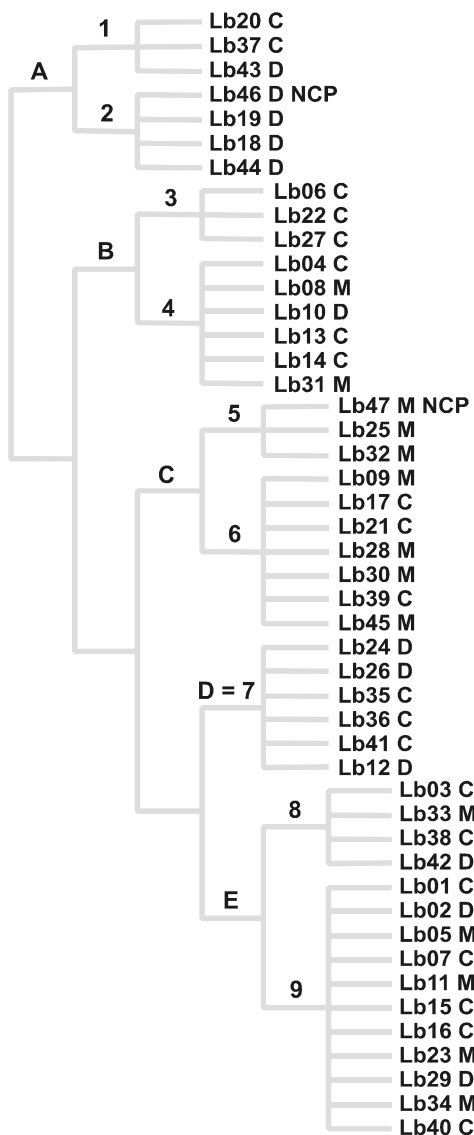 Lb20 C
1
Lb37 C
A
Lb43 D
Lb46 D NCP
2
Lb19 D
Lb18 D
Lb44 D
3
Lb06 C
Lb22 C
B
Lb27 C
Lb04 C
Lb08 M
4
Lb10 D
Lb13 C
Lb14 C
Lb31 M
5
Lb47 M NCP
Lb25 M
Lb32 M
C
Lb09 M
Lb17 C
Lb21 C
6
Lb28 M
Lb30 M
Lb39 C
Lb45 M
Lb24 D
Lb26 D
D = 7
Lb35 C
Lb36 C
Lb41 C
Lb12 D
Lb03 C
8
Lb33 M
Lb38 C
Lb42 D
Lb01 C
E
Lb02 D
Lb05 M
Lb07 C
Lb11 M
9
Lb15 C
Lb16 C
Lb23 M
Lb29 D
Lb34 M
Lb40 C